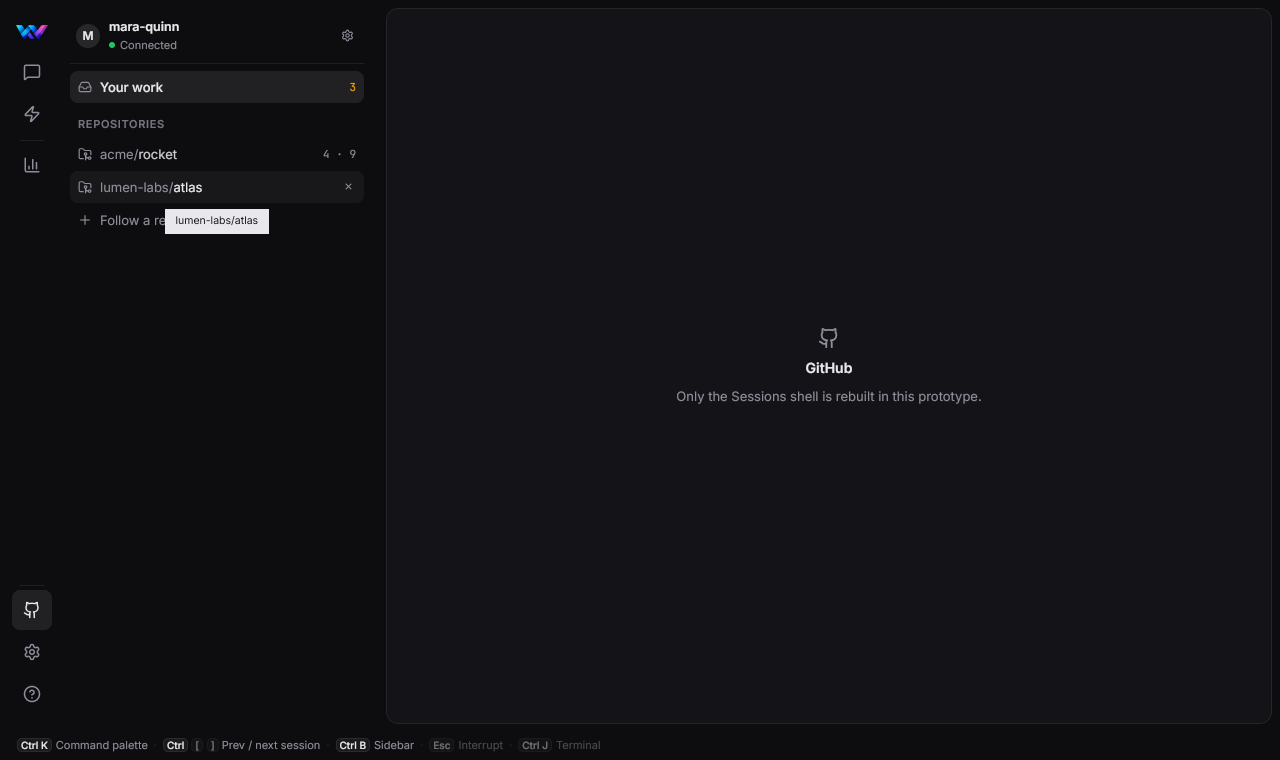 M
mara-quinn
Connected
Your work 3
REPOSITORIES
acme/rocket 4 · 9
lumen-labs/atlas ×
Follow a re
lumen-labs/atlas
GitHub
Only the Sessions shell is rebuilt in this prototype.
Ctrl K Command palette · Ctrl [ ] Prev / next session · Ctrl B Sidebar · Esc Interrupt · Ctrl J Terminal